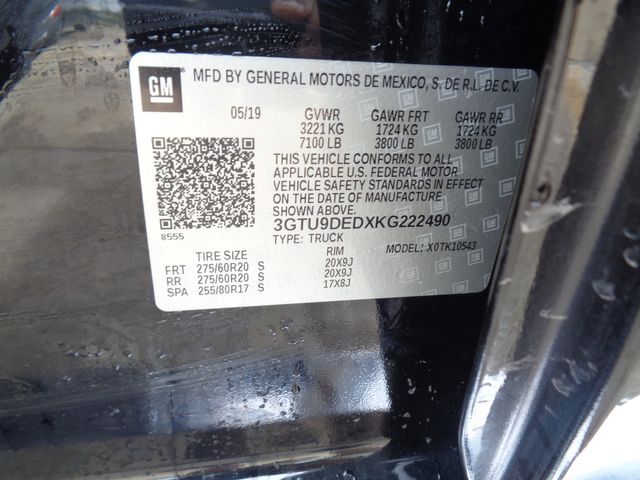 GM
MFD BY GENERAL MOTORS DE MEXICO, S. DE R.L. DE C.V.
05/19 GVWR GAWR FRT GAWR RR
3221 KG 1724 KG 1724 KG
7100 LB 3800 LB 3800 LB
THIS VEHICLE CONFORMS TO ALL
APPLICABLE U.S. FEDERAL MOTOR
VEHICLE SAFETY STANDARDS IN EFFECT
ON THE DATE OF MANUFACTURE
SHOWN ABOVE.
8555
3GTU9DEDXKG222490
TYPE: TRUCK MODEL: X0TK10543
TIRE SIZE RIM
FRT 275/60R20 S 20X9J
RR 275/60R20 S 20X9J
SPA 255/80R17 S 17X8J